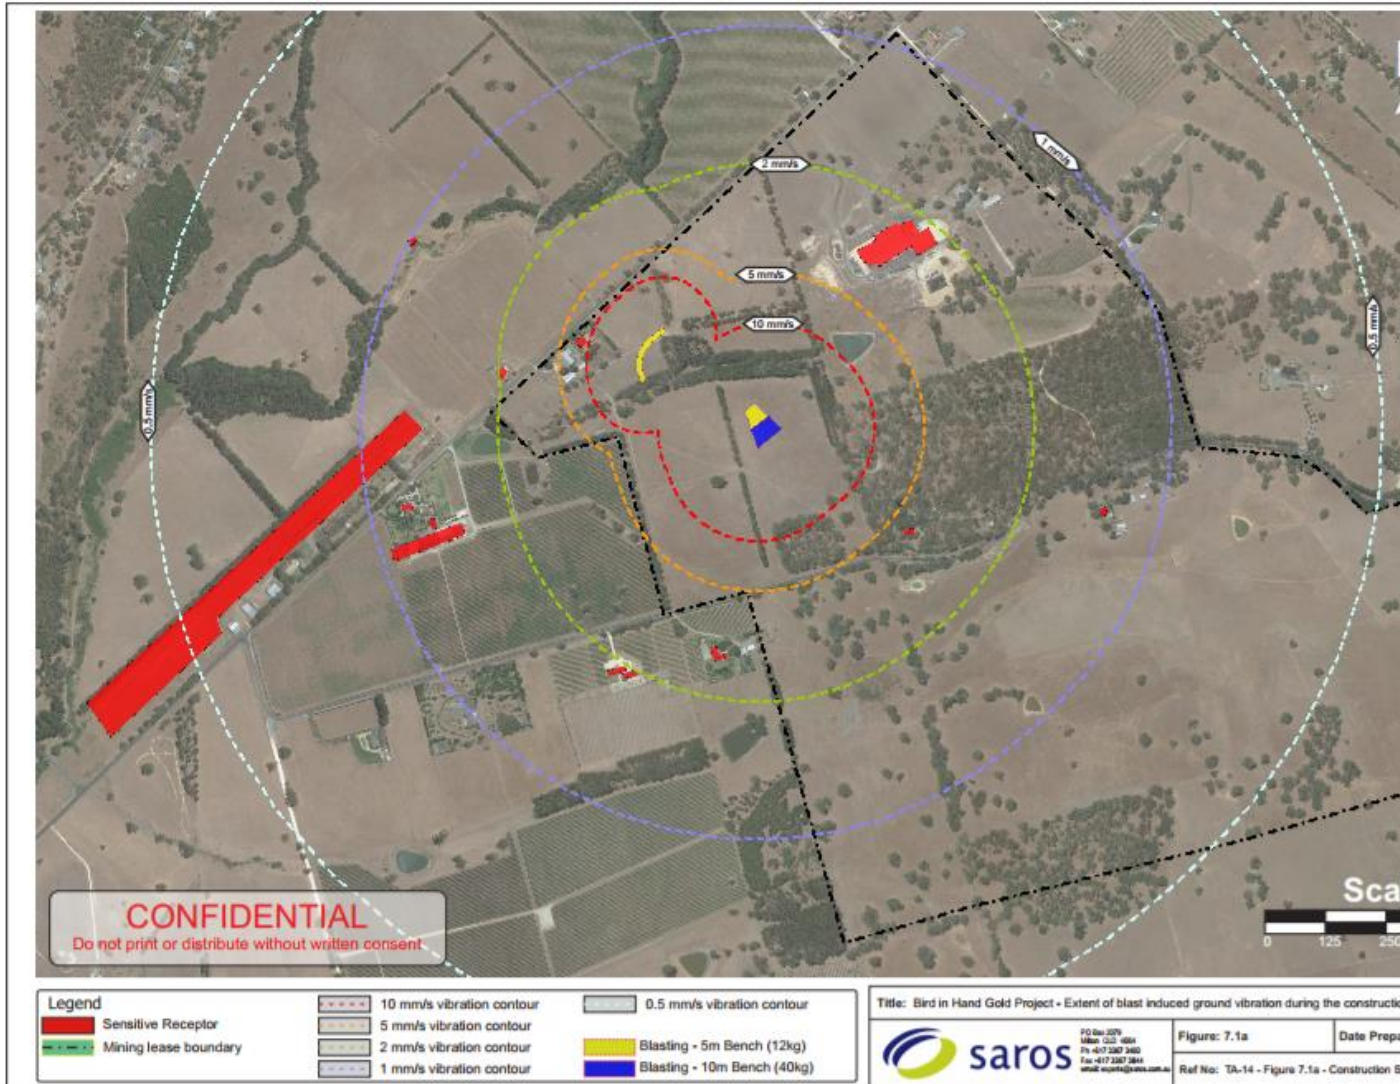 2 mm/s
1 mm/s
5 mm/s
10 mm/s
0.5 mm/s
0.5 mm/s
CONFIDENTIAL
Do not print or distribute without written consent
Sca
0 125 250
Legend
Sensitive Receptor
Mining lease boundary
10 mm/s vibration contour
5 mm/s vibration contour
2 mm/s vibration contour
1 mm/s vibration contour
0.5 mm/s vibration contour
Blasting - 5m Bench (12kg)
Blasting - 10m Bench (40kg)
Title: Bird in Hand Gold Project - Extent of blast induced ground vibration during the constructio
saros
Figure: 7.1a
Date Prepa
Ref No: TA-14 - Figure 7.1a - Construction S